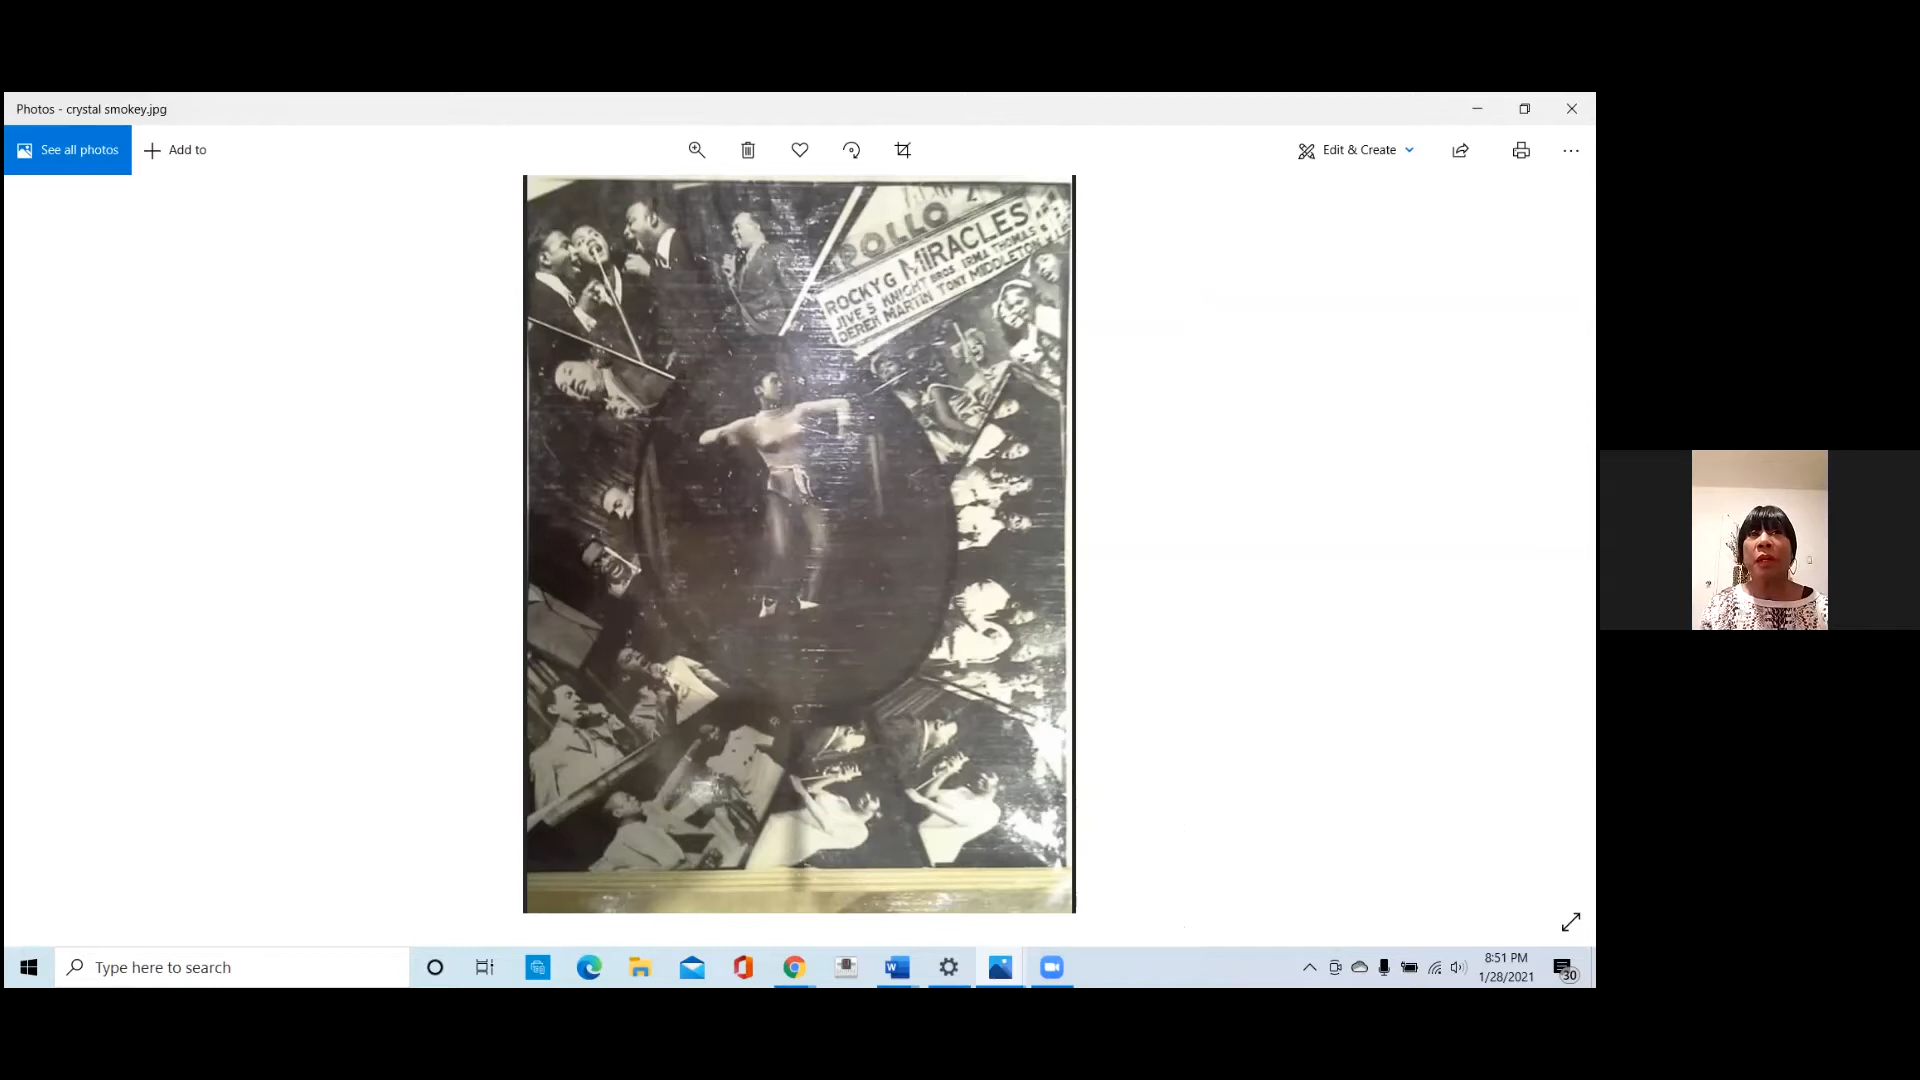 Photos - crystal smokey.jpg
See all photos
Add to
Edit & Create
POLLO
MIRACLES
ROCKY G
JIVE 5 KNIGHT BROS. IRMA THOMAS
DEREK MARTIN TONY MIDDLETON
Type here to search
8:51 PM
1/28/2021
30